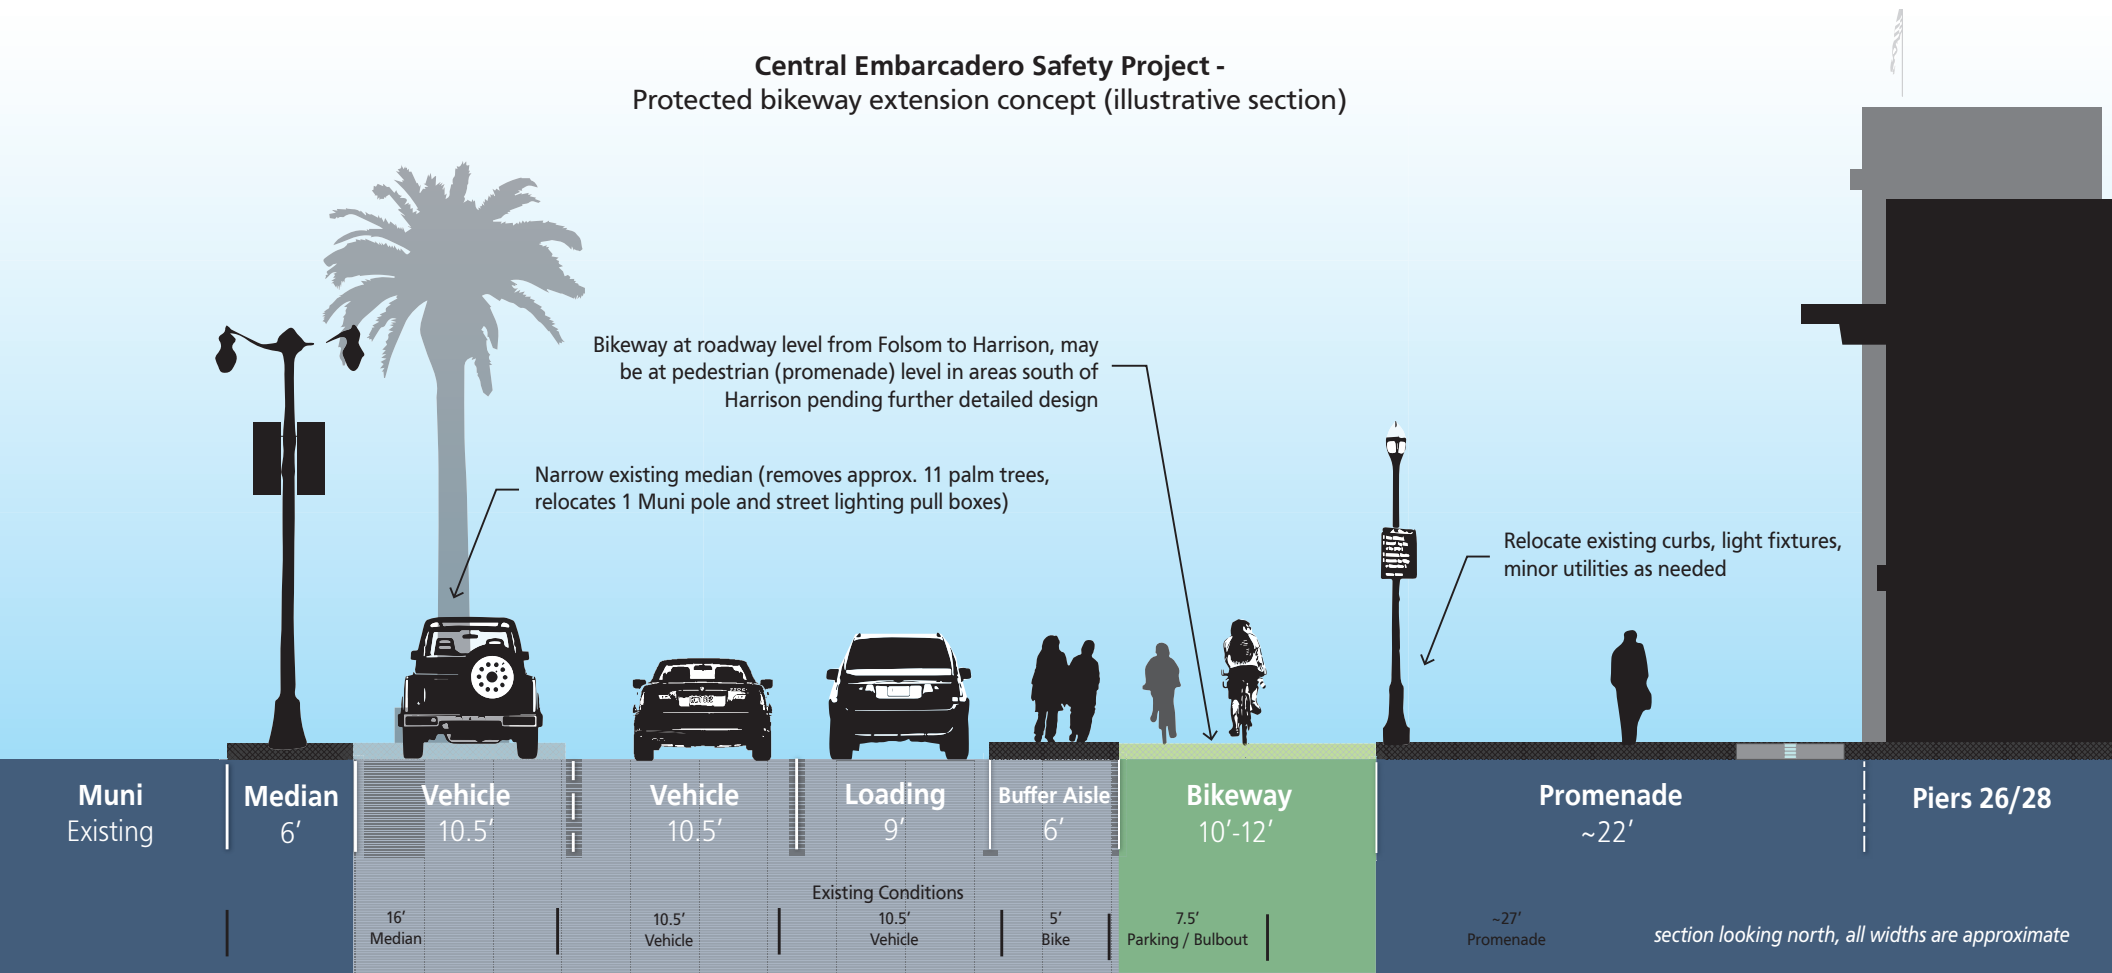 Central Embarcadero Safety Project -
Protected bikeway extension concept (illustrative section)
Bikeway at roadway level from Folsom to Harrison, may
be at pedestrian (promenade) level in areas south of
Harrison pending further detailed design
Narrow existing median (removes approx. 11 palm trees,
relocates 1 Muni pole and street lighting pull boxes)
Relocate existing curbs, light fixtures,
minor utilities as needed
Muni
Existing
Median
6’
Vehicle
10.5’
Vehicle
10.5’
Loading
9’
Buffer Aisle
6’
Bikeway
10’-12’
Promenade
~22’
Piers 26/28
Existing Conditions
16’
Median
10.5’
Vehicle
10.5’
Vehicle
5’
Bike
7.5’
Parking / Bulbout
~27’
Promenade
section looking north, all widths are approximate